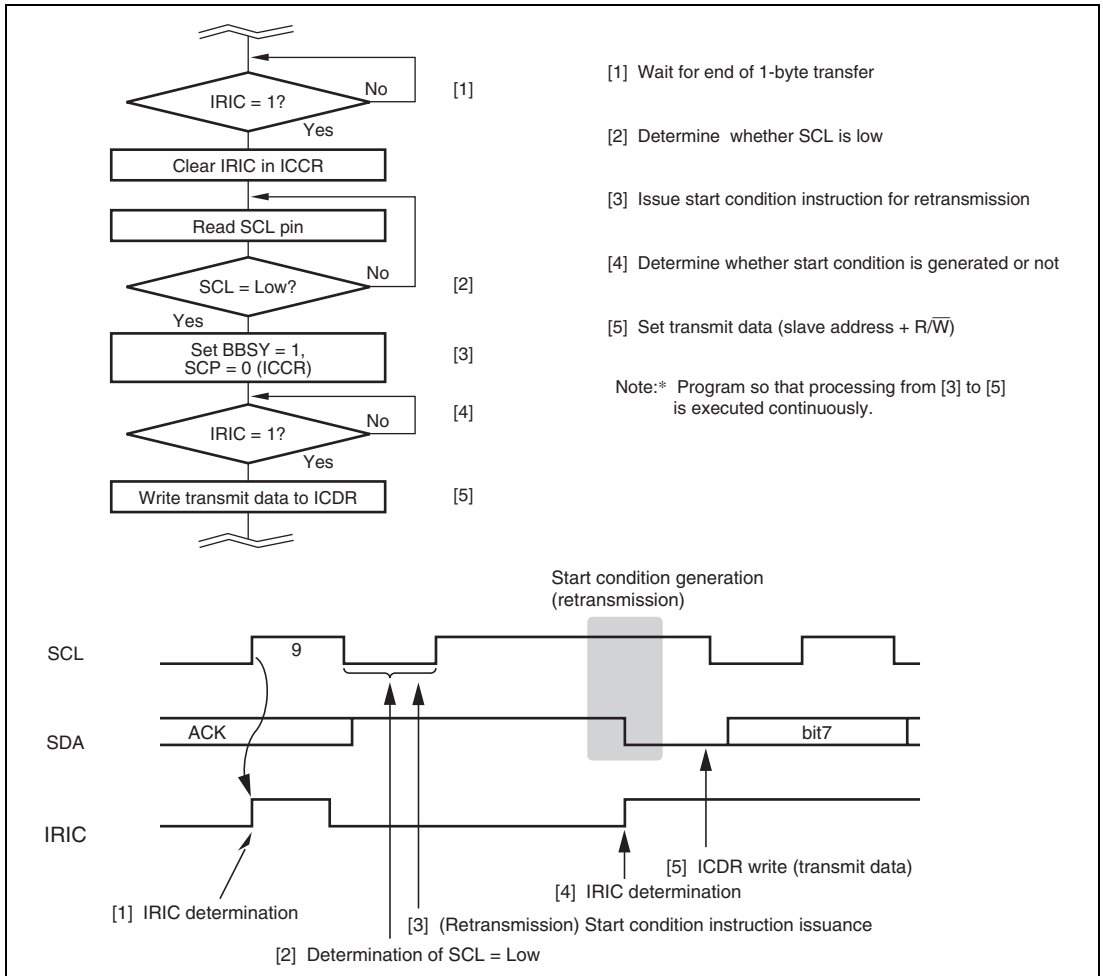 IRIC = 1?
No
[1]
Yes
Clear IRIC in ICCR
Read SCL pin
SCL = Low?
No
[2]
Yes
Set BBSY = 1,
SCP = 0 (ICCR)
[3]
IRIC = 1?
No
[4]
Yes
Write transmit data to ICDR
[5]
[1] Wait for end of 1-byte transfer
[2] Determine whether SCL is low
[3] Issue start condition instruction for retransmission
[4] Determine whether start condition is generated or not
[5] Set transmit data (slave address + R/W̅)
Note:* Program so that processing from [3] to [5]
is executed continuously.
Start condition generation
(retransmission)
SCL
9
SDA
ACK
bit7
IRIC
[5] ICDR write (transmit data)
[4] IRIC determination
[1] IRIC determination
[3] (Retransmission) Start condition instruction issuance
[2] Determination of SCL = Low